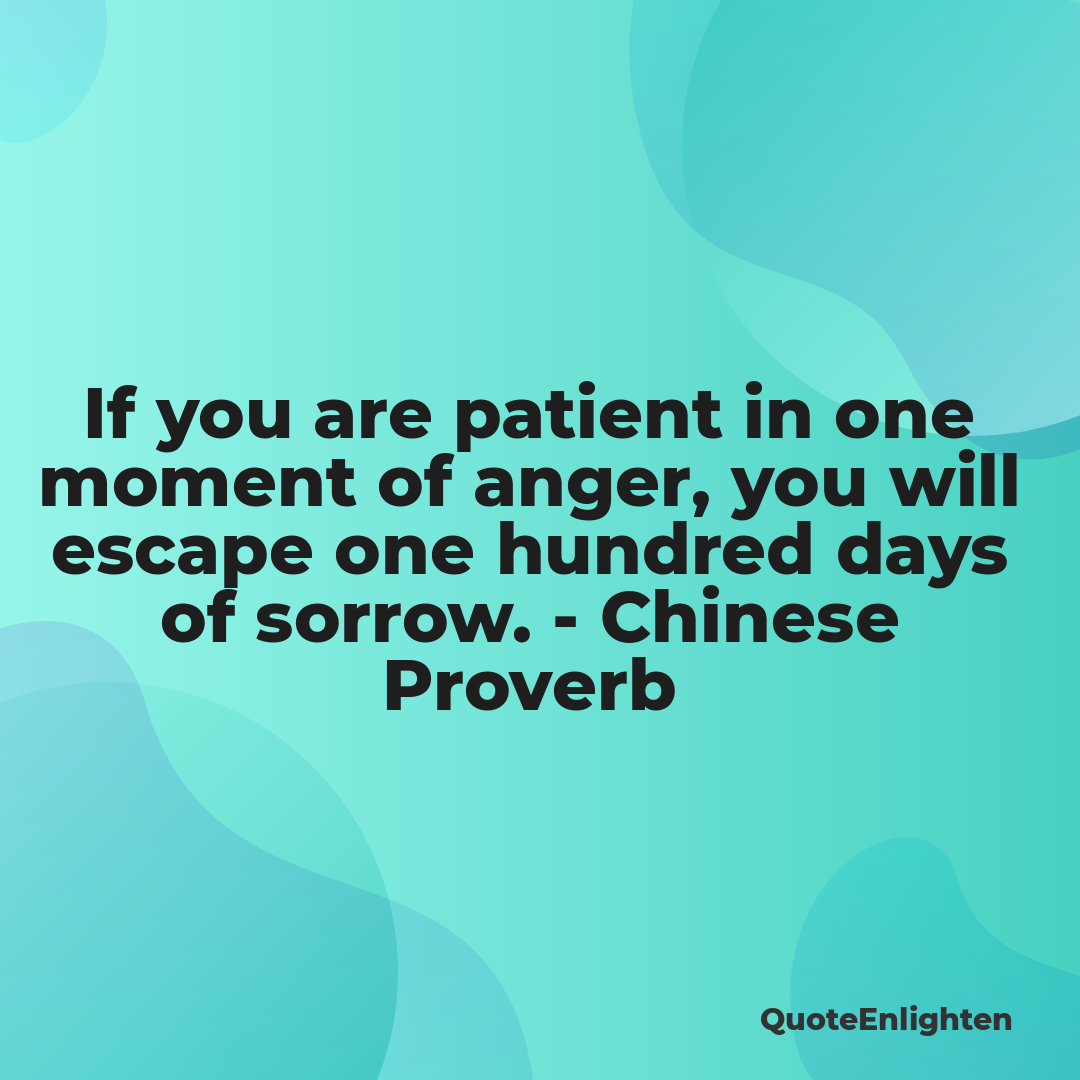 If you are patient in one
moment of anger, you will
escape one hundred days
of sorrow. - Chinese
Proverb
QuoteEnlighten